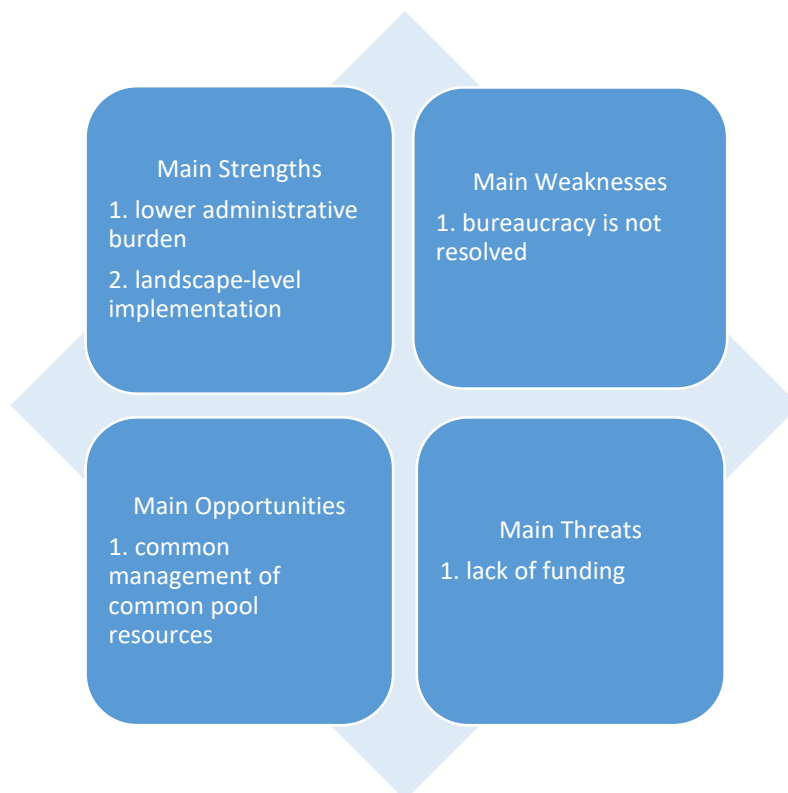 Main Strengths
1. lower administrative
burden
2. landscape-level
implementation
Main Weaknesses
1. bureaucracy is not
resolved
Main Opportunities
1. common
management of
common pool
resources
Main Threats
1. lack of funding